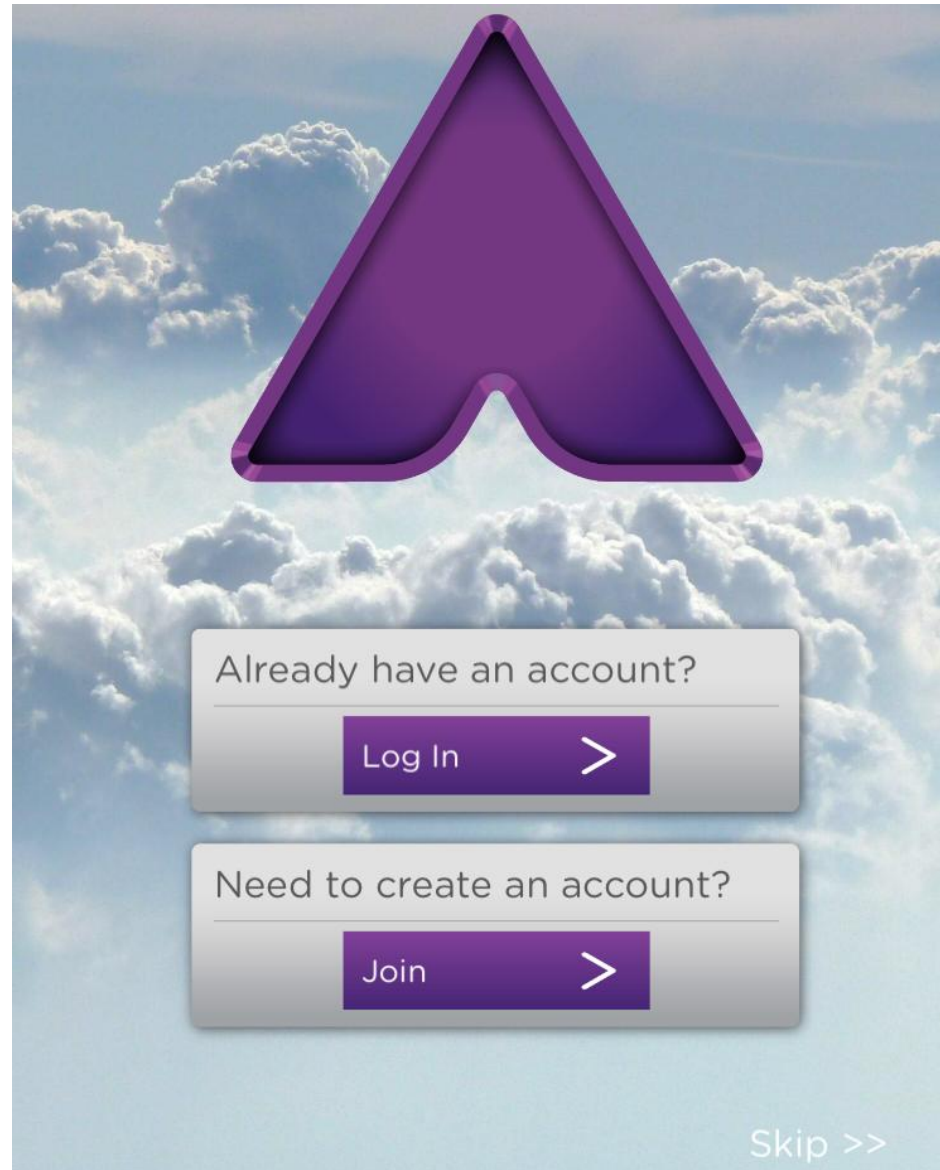 Already have an account?
Log In >
Need to create an account?
Join >
Skip >>